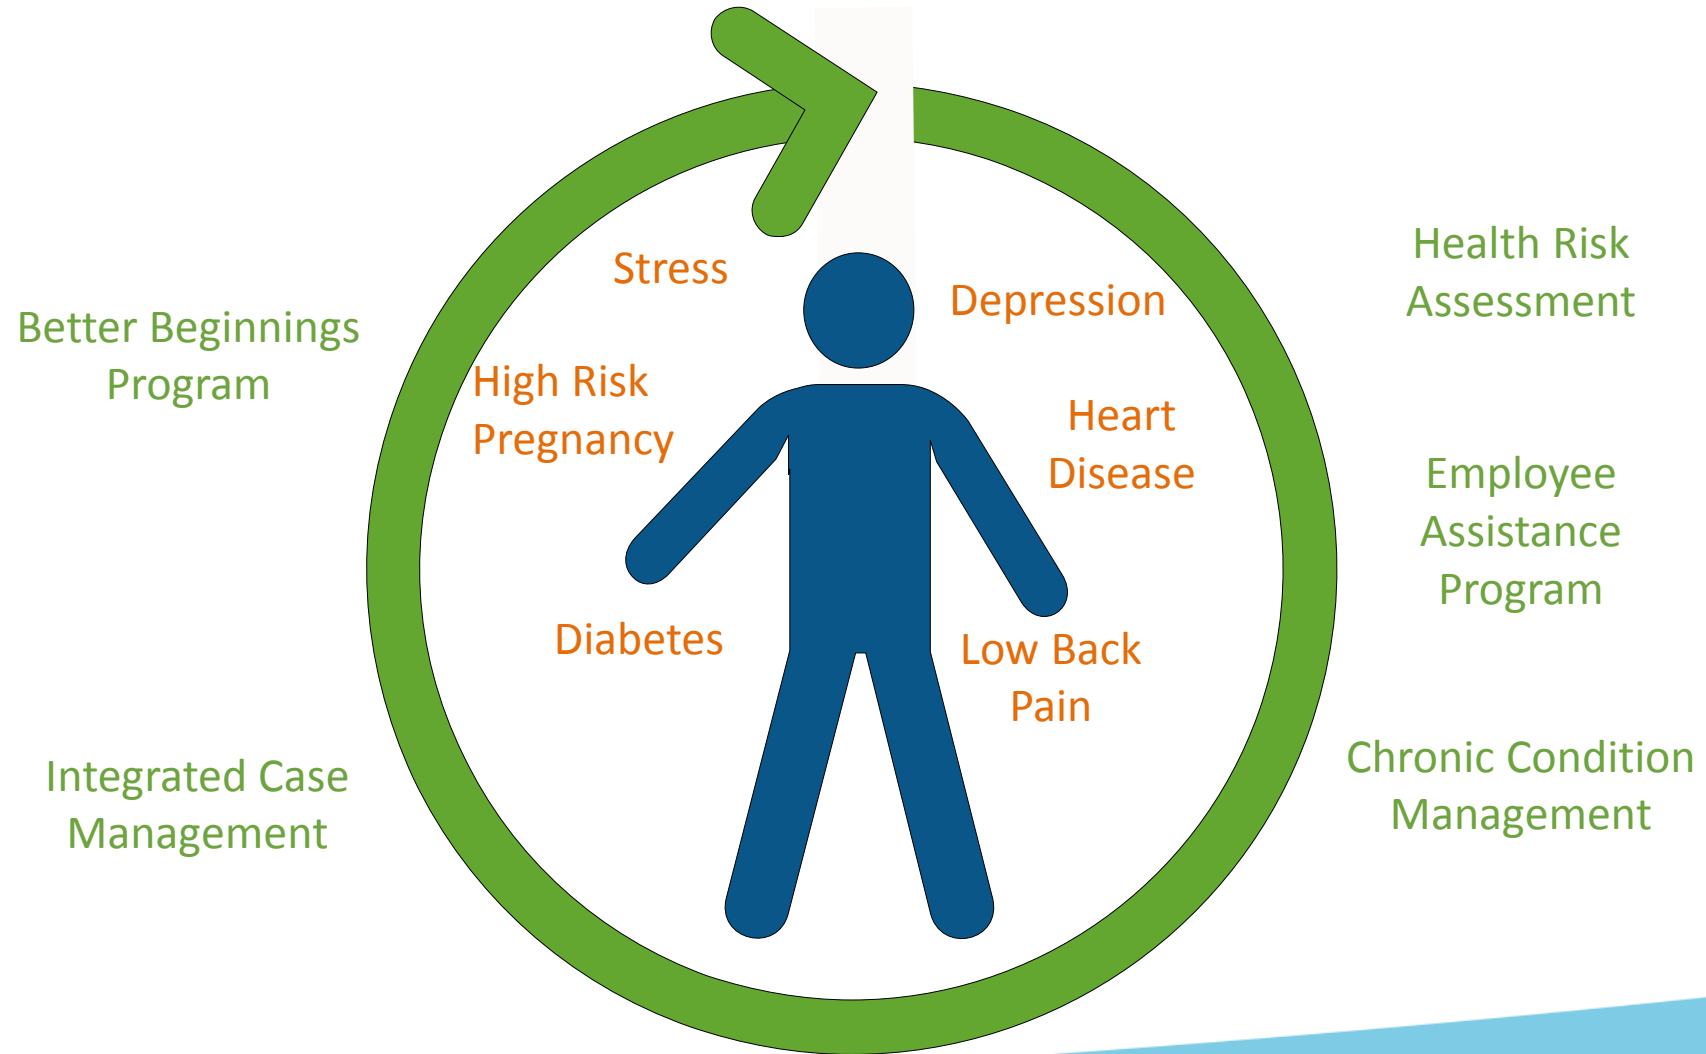 Stress
Depression
Health Risk
Assessment
Better Beginnings
Program
High Risk
Pregnancy
Heart
Disease
Employee
Assistance
Program
Diabetes
Low Back
Pain
Integrated Case
Management
Chronic Condition
Management